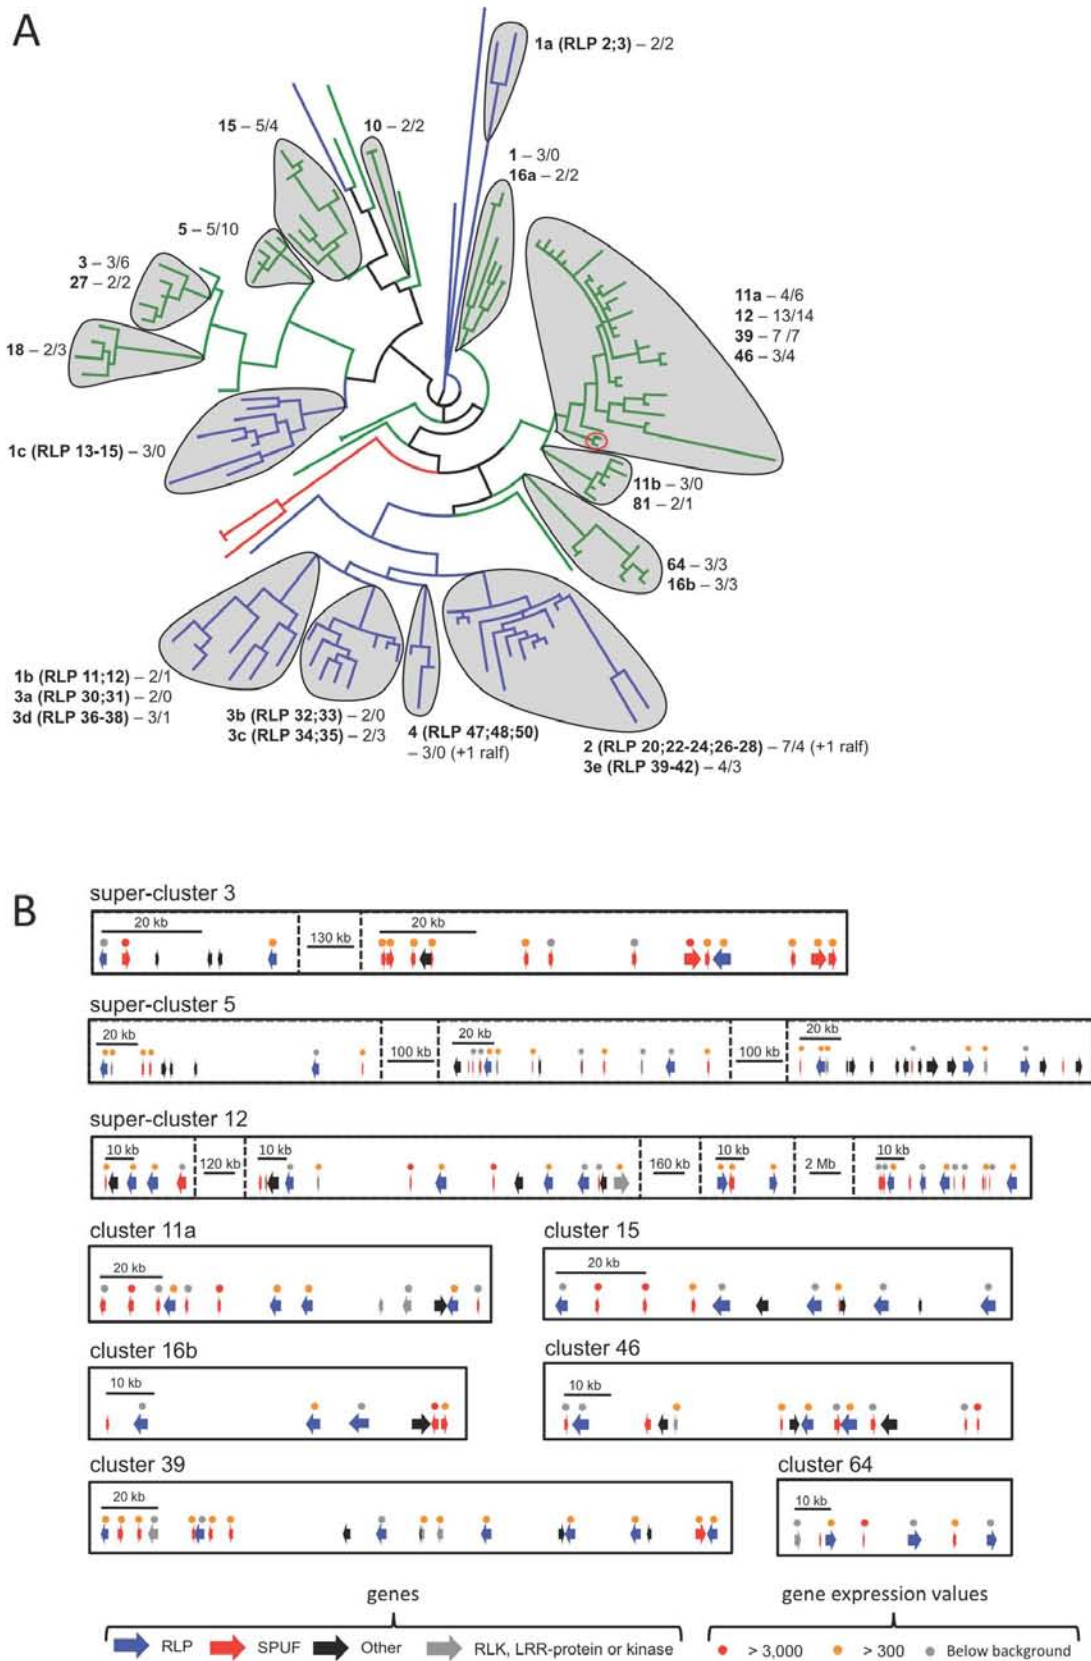 A
1a (RLP 2;3) – 2/2
15 – 5/4
10 – 2/2
1 – 3/0
16a – 2/2
5 – 5/10
3 – 3/6
27 – 2/2
18 – 2/3
11a – 4/6
12 – 13/14
39 – 7 /7
46 – 3/4
1c (RLP 13-15) – 3/0
11b – 3/0
81 – 2/1
64 – 3/3
16b – 3/3
1b (RLP 11;12) – 2/1
3a (RLP 30;31) – 2/0
3d (RLP 36-38) – 3/1
3b (RLP 32;33) – 2/0
3c (RLP 34;35) – 2/3
4 (RLP 47;48;50)
– 3/0 (+1 ralf)
2 (RLP 20;22-24;26-28) – 7/4 (+1 ralf)
3e (RLP 39-42) – 4/3
B
super-cluster 3
20 kb 130 kb 20 kb
super-cluster 5
20 kb 100 kb 20 kb 100 kb 20 kb
super-cluster 12
10 kb 120 kb 10 kb 160 kb 10 kb 2 Mb 10 kb
cluster 11a cluster 15
20 kb 20 kb
cluster 16b cluster 46
10 kb 10 kb
cluster 39 cluster 64
20 kb 10 kb
genes gene expression values
RLP SPUF Other RLK, LRR-protein or kinase > 3,000 > 300 Below background